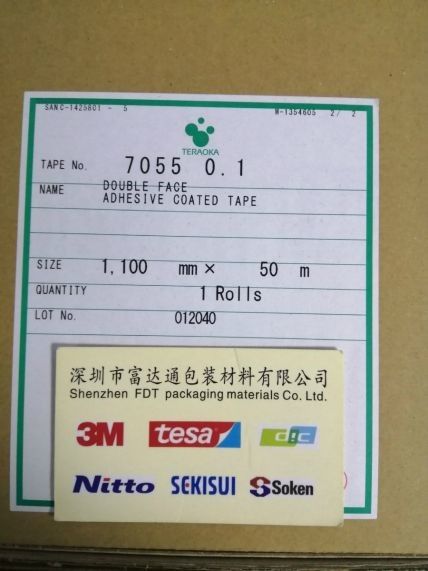 SANC-1425801 - 5 M-1354605 2/ 2
TERAOKA
TAPE No. 7055 0.1
NAME DOUBLE FACE
ADHESIVE COATED TAPE
SIZE 1,100 mm × 50 m
QUANTITY 1 Rolls
LOT No. 012040
深圳市富达通包装材料有限公司
Shenzhen FDT packaging materials Co. Ltd.
3M tesa dic
Nitto SEKISUI Soken